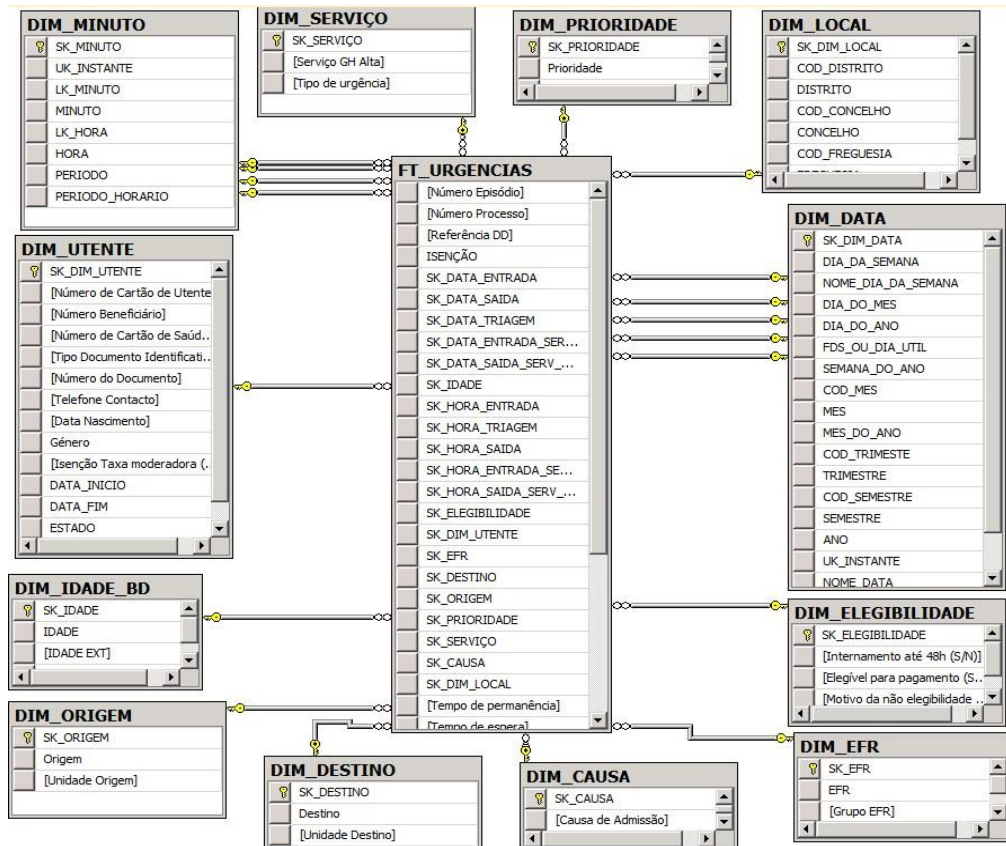 DIM_MINUTO
SK_MINUTO
UK_INSTANTE
LK_MINUTO
MINUTO
LK_HORA
HORA
PERIODO
PERIODO_HORARIO
DIM_SERVIÇO
SK_SERVIÇO
[Serviço GH Alta]
[Tipo de urgência]
DIM_PRIORIDADE
SK_PRIORIDADE
Prioridade
DIM_LOCAL
SK_DIM_LOCAL
COD_DISTRITO
DISTRITO
COD_CONCELHO
CONCELHO
COD_FREGUESIA
FT_URGENCIAS
[Número Episódio]
[Número Processo]
[Referência DD]
ISENÇÃO
SK_DATA_ENTRADA
SK_DATA_SAIDA
SK_DATA_TRIAGEM
SK_DATA_ENTRADA_SER...
SK_DATA_SAIDA_SERV_...
SK_IDADE
SK_HORA_ENTRADA
SK_HORA_TRIAGEM
SK_HORA_SAIDA
SK_HORA_ENTRADA_SE...
SK_HORA_SAIDA_SERV_...
SK_ELEGIBILIDADE
SK_DIM_UTENTE
SK_EFR
SK_DESTINO
SK_ORIGEM
SK_PRIORIDADE
SK_SERVIÇO
SK_CAUSA
SK_DIM_LOCAL
[Tempo de permanência]
[Tempo de espera]
DIM_UTENTE
SK_DIM_UTENTE
[Número de Cartão de Utente
[Número Beneficiário]
[Número de Cartão de Saúd...
[Tipo Documento Identificati...
[Número do Documento]
[Telefone Contacto]
[Data Nascimento]
Género
[Isenção Taxa moderadora (.
DATA_INICIO
DATA_FIM
ESTADO
DIM_DATA
SK_DIM_DATA
DIA_DA_SEMANA
NOME_DIA_DA_SEMANA
DIA_DO_MES
DIA_DO_ANO
FDS_OU_DIA_UTIL
SEMANA_DO_ANO
COD_MES
MES
MES_DO_ANO
COD_TRIMESTE
TRIMESTRE
COD_SEMESTRE
SEMESTRE
ANO
UK_INSTANTE
NOME_DATA
DIM_IDADE_BD
SK_IDADE
IDADE
[IDADE EXT]
DIM_ELEGIBILIDADE
SK_ELEGIBILIDADE
[Internamento até 48h (S/N)]
[Elegível para pagamento (S...
[Motivo da não elegibilidade ...
DIM_ORIGEM
SK_ORIGEM
Origem
[Unidade Origem]
DIM_DESTINO
SK_DESTINO
Destino
[Unidade Destino]
DIM_CAUSA
SK_CAUSA
[Causa de Admissão]
DIM_EFR
SK_EFR
EFR
[Grupo EFR]